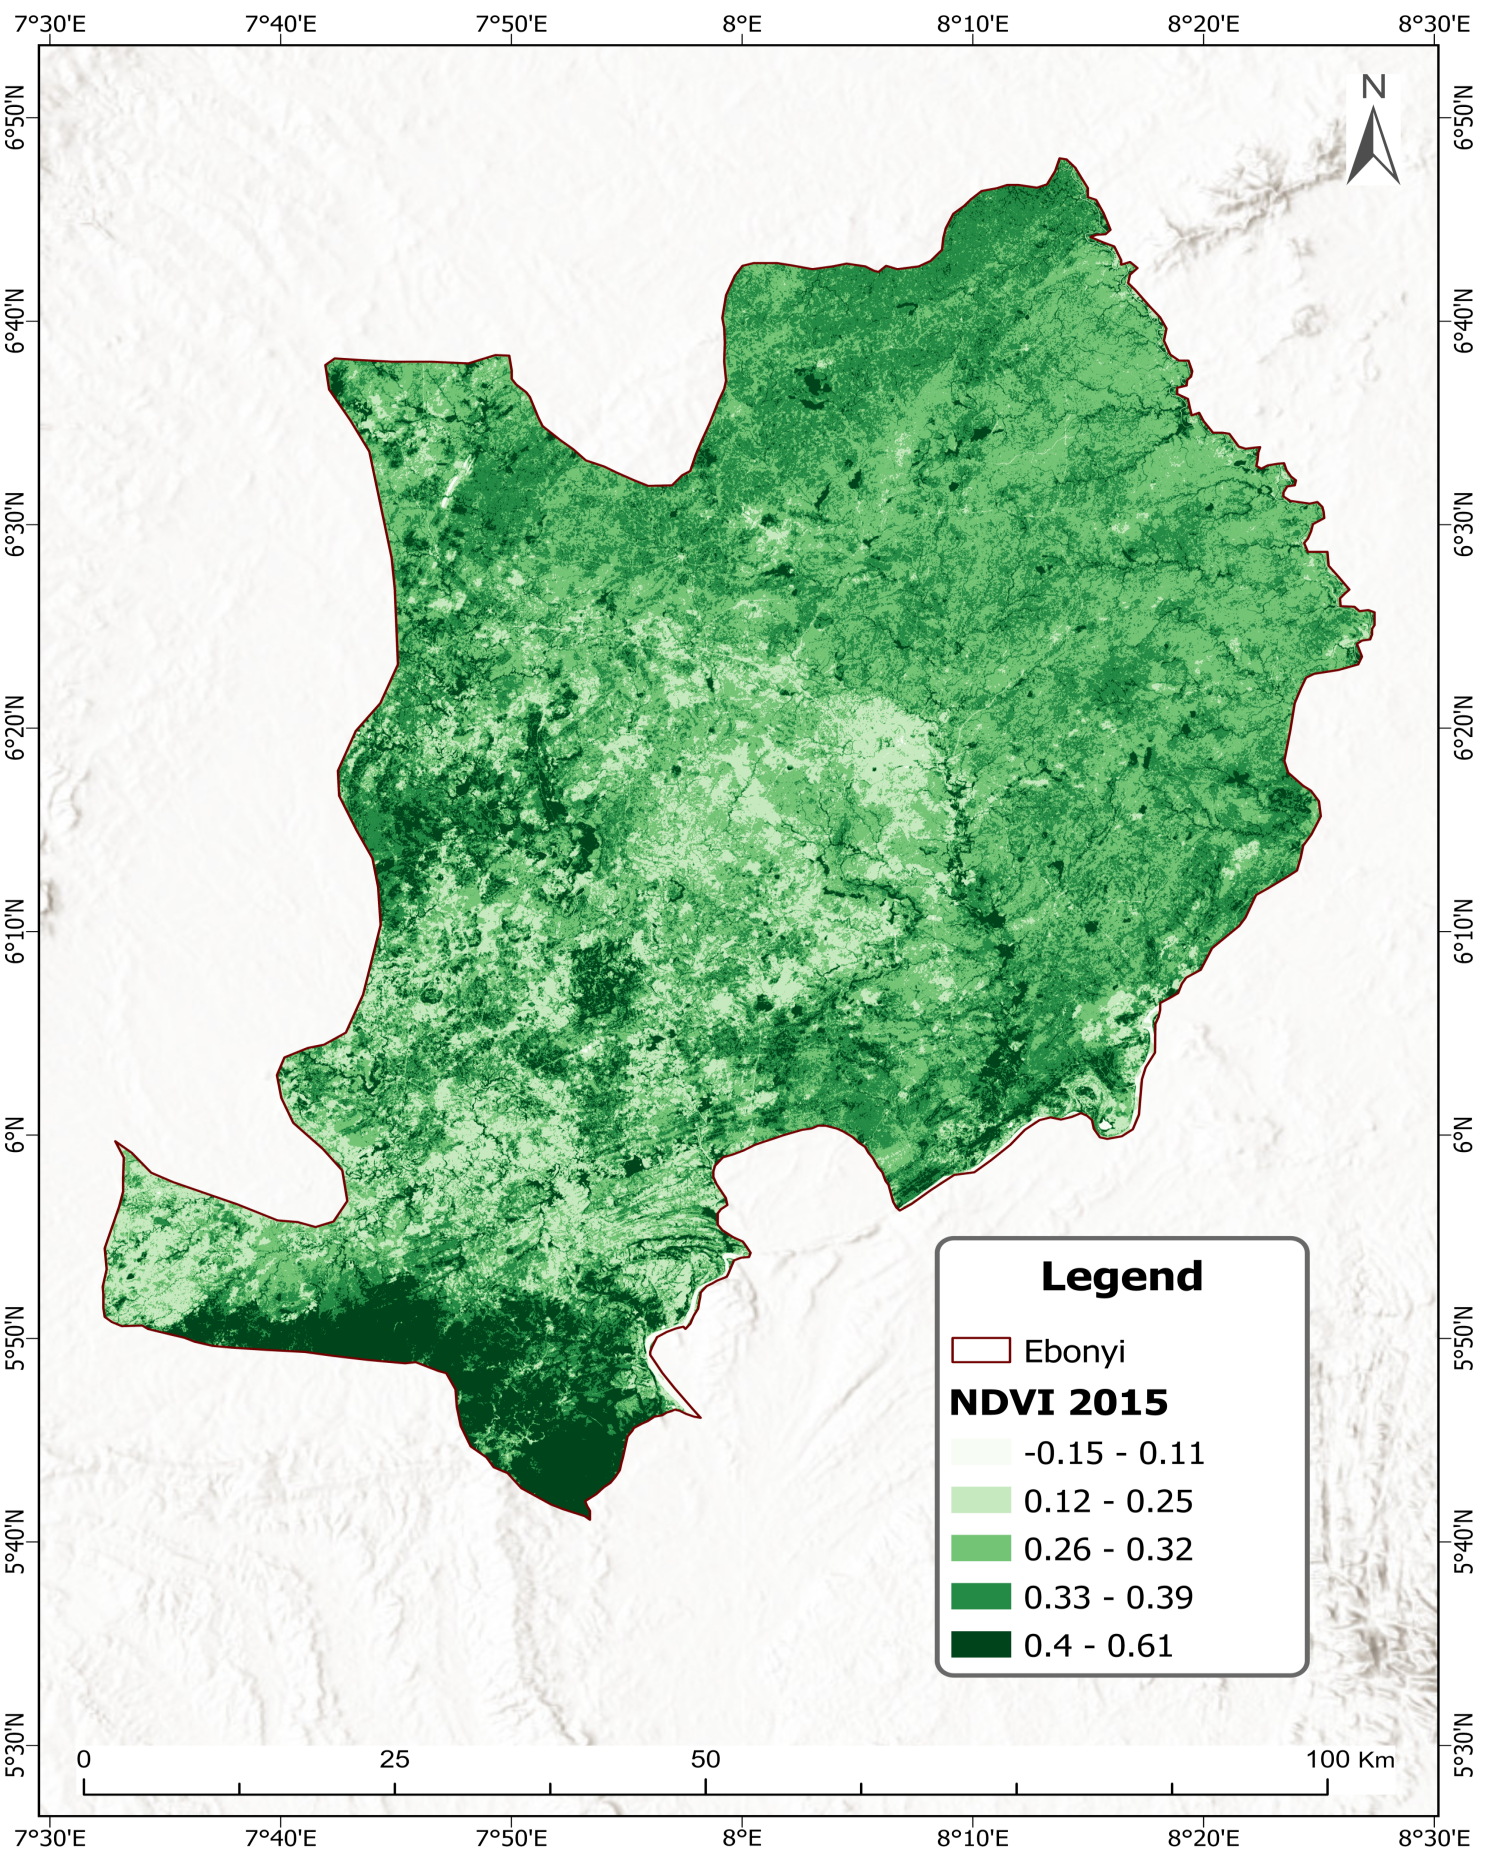 7°30'E 7°40'E 7°50'E 8°E 8°10'E 8°20'E 8°30'E
N
6°50'N 6°50'N
6°40'N 6°40'N
6°30'N 6°30'N
6°20'N 6°20'N
6°10'N 6°10'N
6°N 6°N
Legend
5°50'N 5°50'N
Ebonyi
NDVI 2015
-0.15 - 0.11
0.12 - 0.25
0.26 - 0.32
5°40'N 5°40'N
0.33 - 0.39
0.4 - 0.61
5°30'N 5°30'N
0 25 50 100 Km
7°30'E 7°40'E 7°50'E 8°E 8°10'E 8°20'E 8°30'E